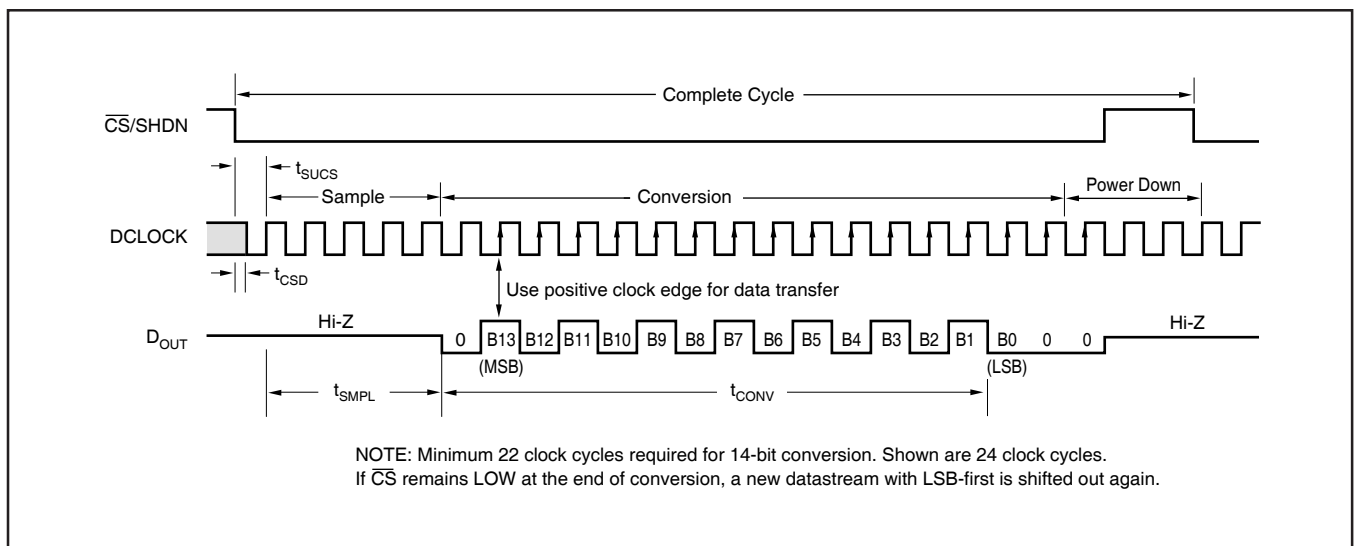 Complete Cycle
CS/SHDN
tSUCS
Sample
Conversion
Power Down
DCLOCK
tCSD
Use positive clock edge for data transfer
Hi-Z
Hi-Z
DOUT
0 B13 B12 B11 B10 B9 B8 B7 B6 B5 B4 B3 B2 B1 B0 0 0
(MSB)
(LSB)
tSMPL
tCONV
NOTE: Minimum 22 clock cycles required for 14-bit conversion. Shown are 24 clock cycles.
If CS remains LOW at the end of conversion, a new datastream with LSB-first is shifted out again.